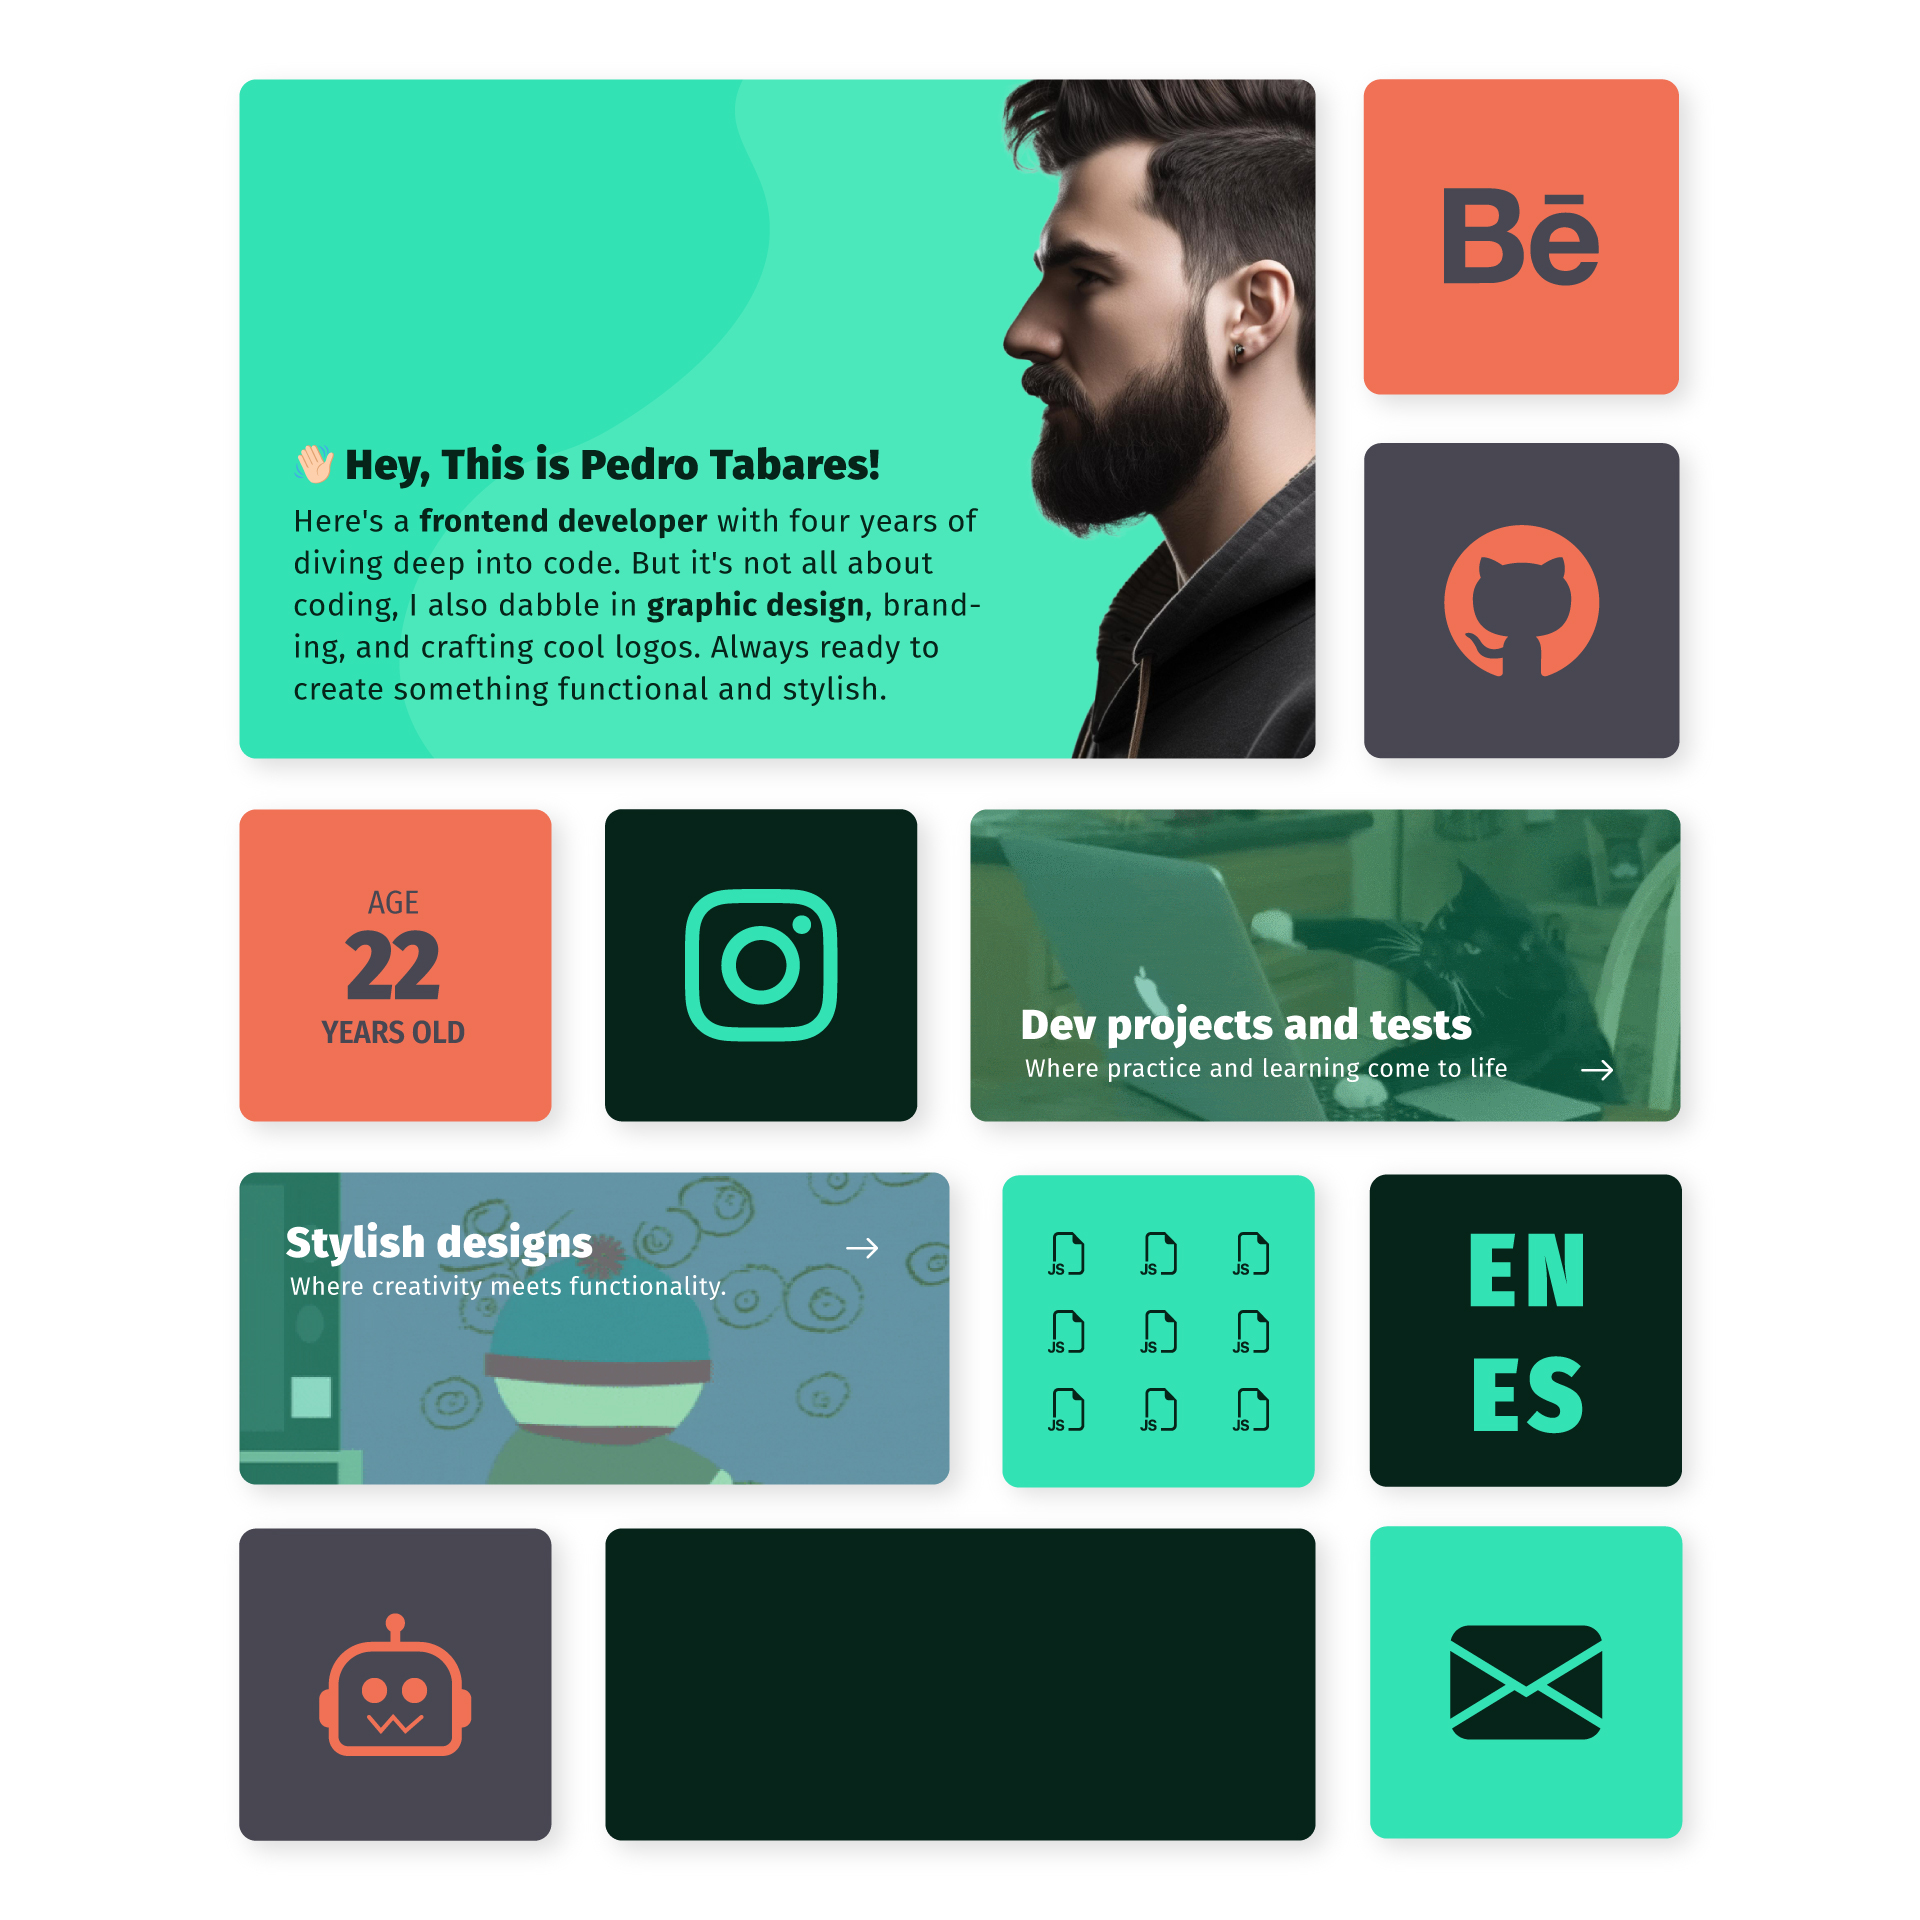 Bē
👋🏻 Hey, This is Pedro Tabares!
Here's a frontend developer with four years of
diving deep into code. But it's not all about
coding, I also dabble in graphic design, brand-
ing, and crafting cool logos. Always ready to
create something functional and stylish.
AGE
22
YEARS OLD
Dev projects and tests
Where practice and learning come to life →
Stylish designs →
Where creativity meets functionality.
JS JS JS
JS JS JS
JS JS JS
EN
ES